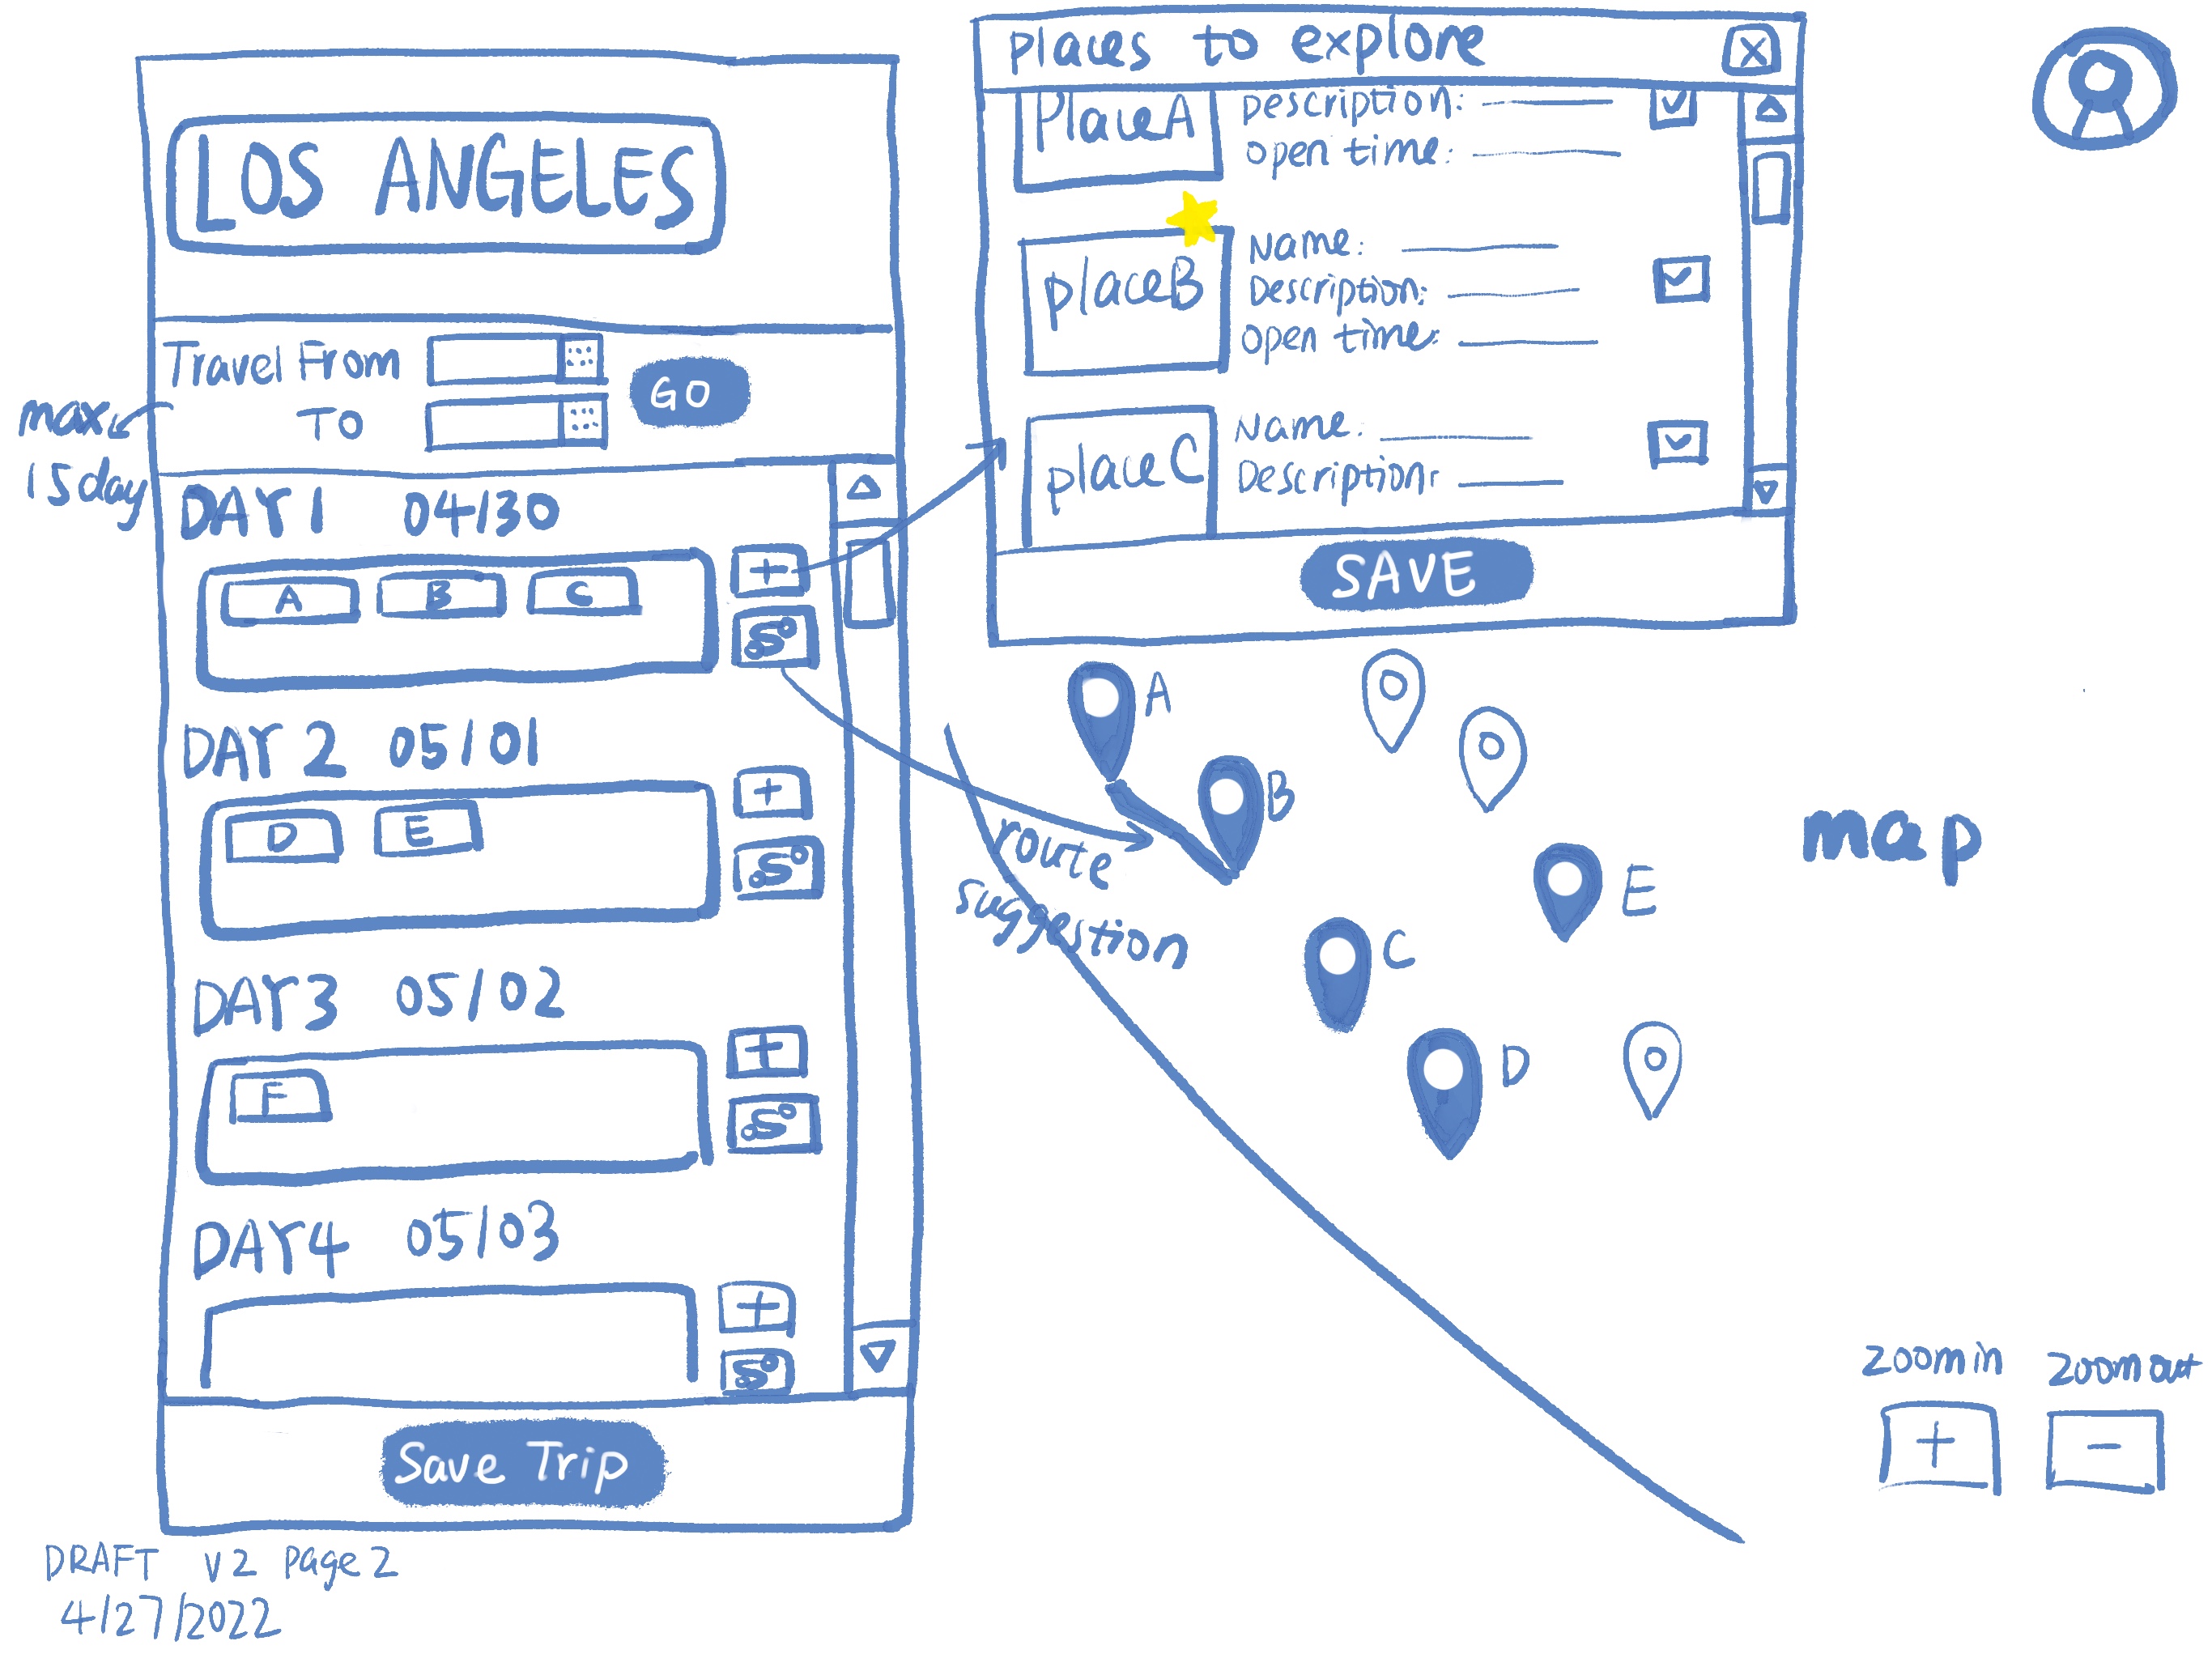 LOS ANGELES
Travel From
TO
GO
max
15day
DAY 1 04/30
A B C
+
DAY 2 05/01
D E
+
DAY3 05/02
F
+
DAY4 05/03
+
Save Trip
DRAFT V2 page 2
4/27/2022
places to explore
X
PlaceA
Description:
open time:
placeB
Name:
Description:
open time:
placeC
Name:
Description:
SAVE
A
B
route
suggestion
C
D
E
map
zoom in
+
zoom out
-